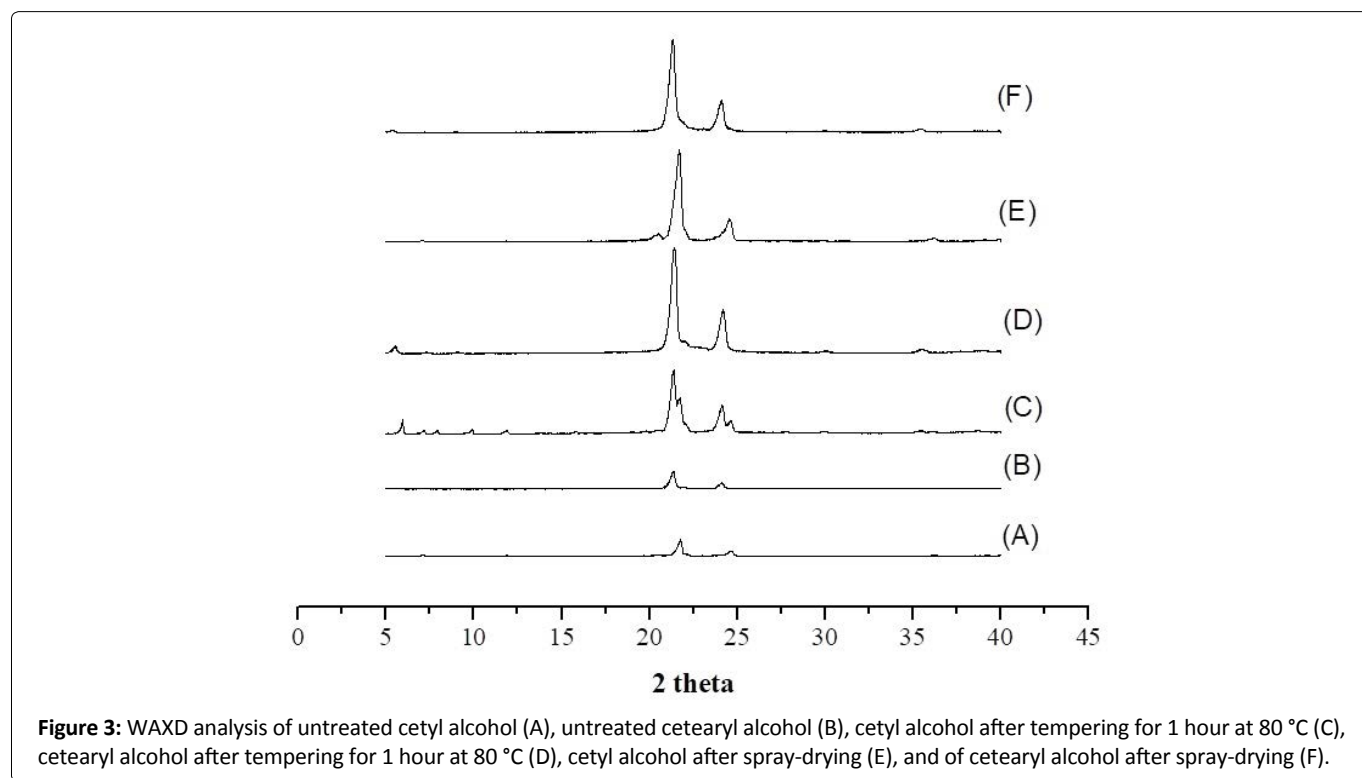 (F)
(E)
(D)
(C)
(B)
(A)
0 5 10 15 20 25 30 35 40 45
2 theta
Figure 3: WAXD analysis of untreated cetyl alcohol (A), untreated cetearyl alcohol (B), cetyl alcohol after tempering for 1 hour at 80 °C (C),
cetearyl alcohol after tempering for 1 hour at 80 °C (D), cetyl alcohol after spray-drying (E), and of cetearyl alcohol after spray-drying (F).